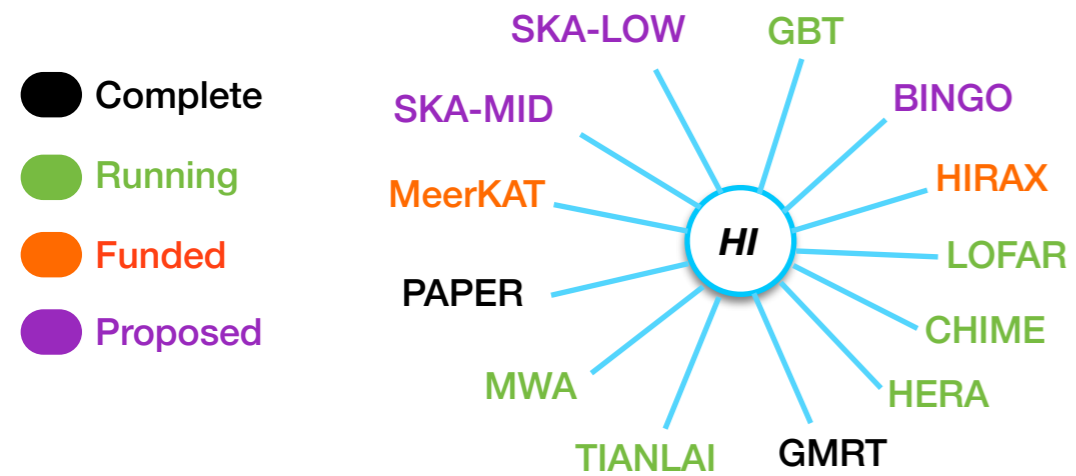 Complete
Running
Funded
Proposed
SKA-LOW
GBT
SKA-MID
BINGO
MeerKAT
HIRAX
HI
LOFAR
PAPER
CHIME
MWA
HERA
TIANLAI
GMRT